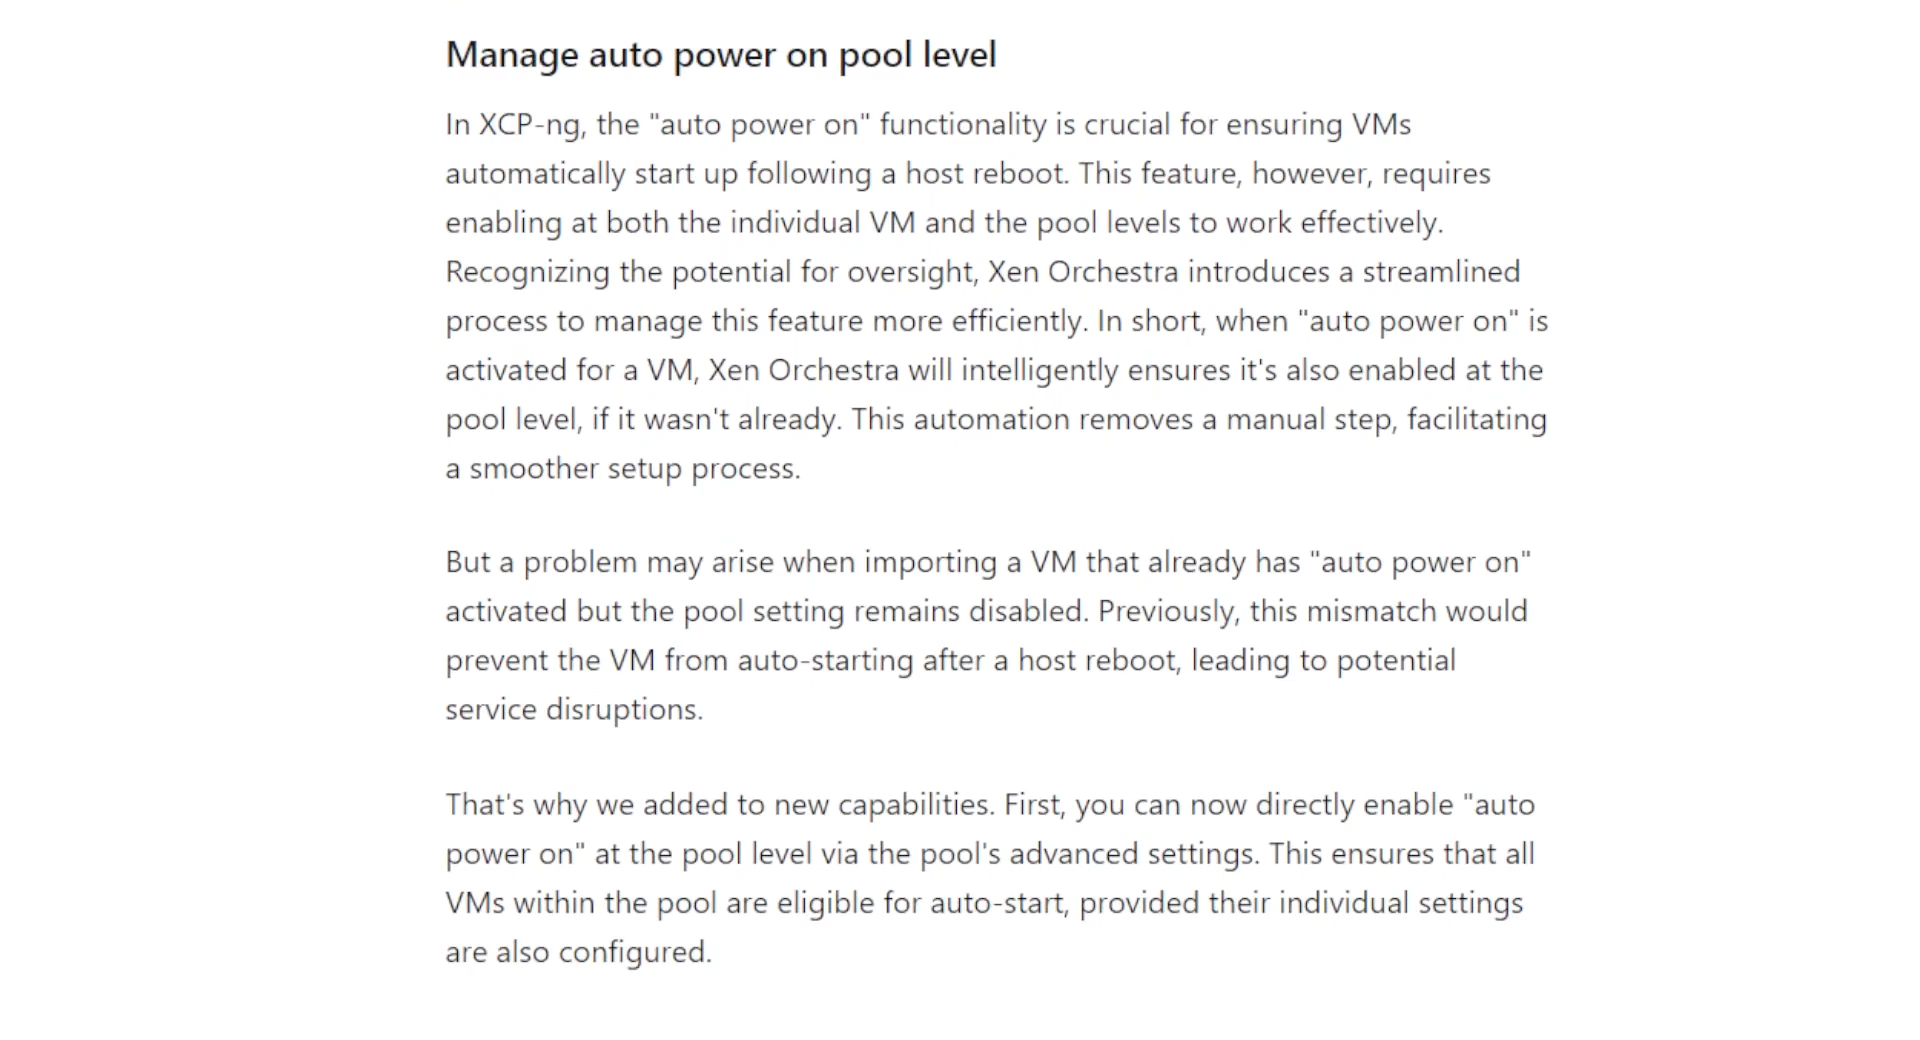 Manage auto power on pool level
In XCP-ng, the "auto power on" functionality is crucial for ensuring VMs
automatically start up following a host reboot. This feature, however, requires
enabling at both the individual VM and the pool levels to work effectively.
Recognizing the potential for oversight, Xen Orchestra introduces a streamlined
process to manage this feature more efficiently. In short, when "auto power on" is
activated for a VM, Xen Orchestra will intelligently ensures it's also enabled at the
pool level, if it wasn't already. This automation removes a manual step, facilitating
a smoother setup process.
But a problem may arise when importing a VM that already has "auto power on"
activated but the pool setting remains disabled. Previously, this mismatch would
prevent the VM from auto-starting after a host reboot, leading to potential
service disruptions.
That's why we added to new capabilities. First, you can now directly enable "auto
power on" at the pool level via the pool's advanced settings. This ensures that all
VMs within the pool are eligible for auto-start, provided their individual settings
are also configured.